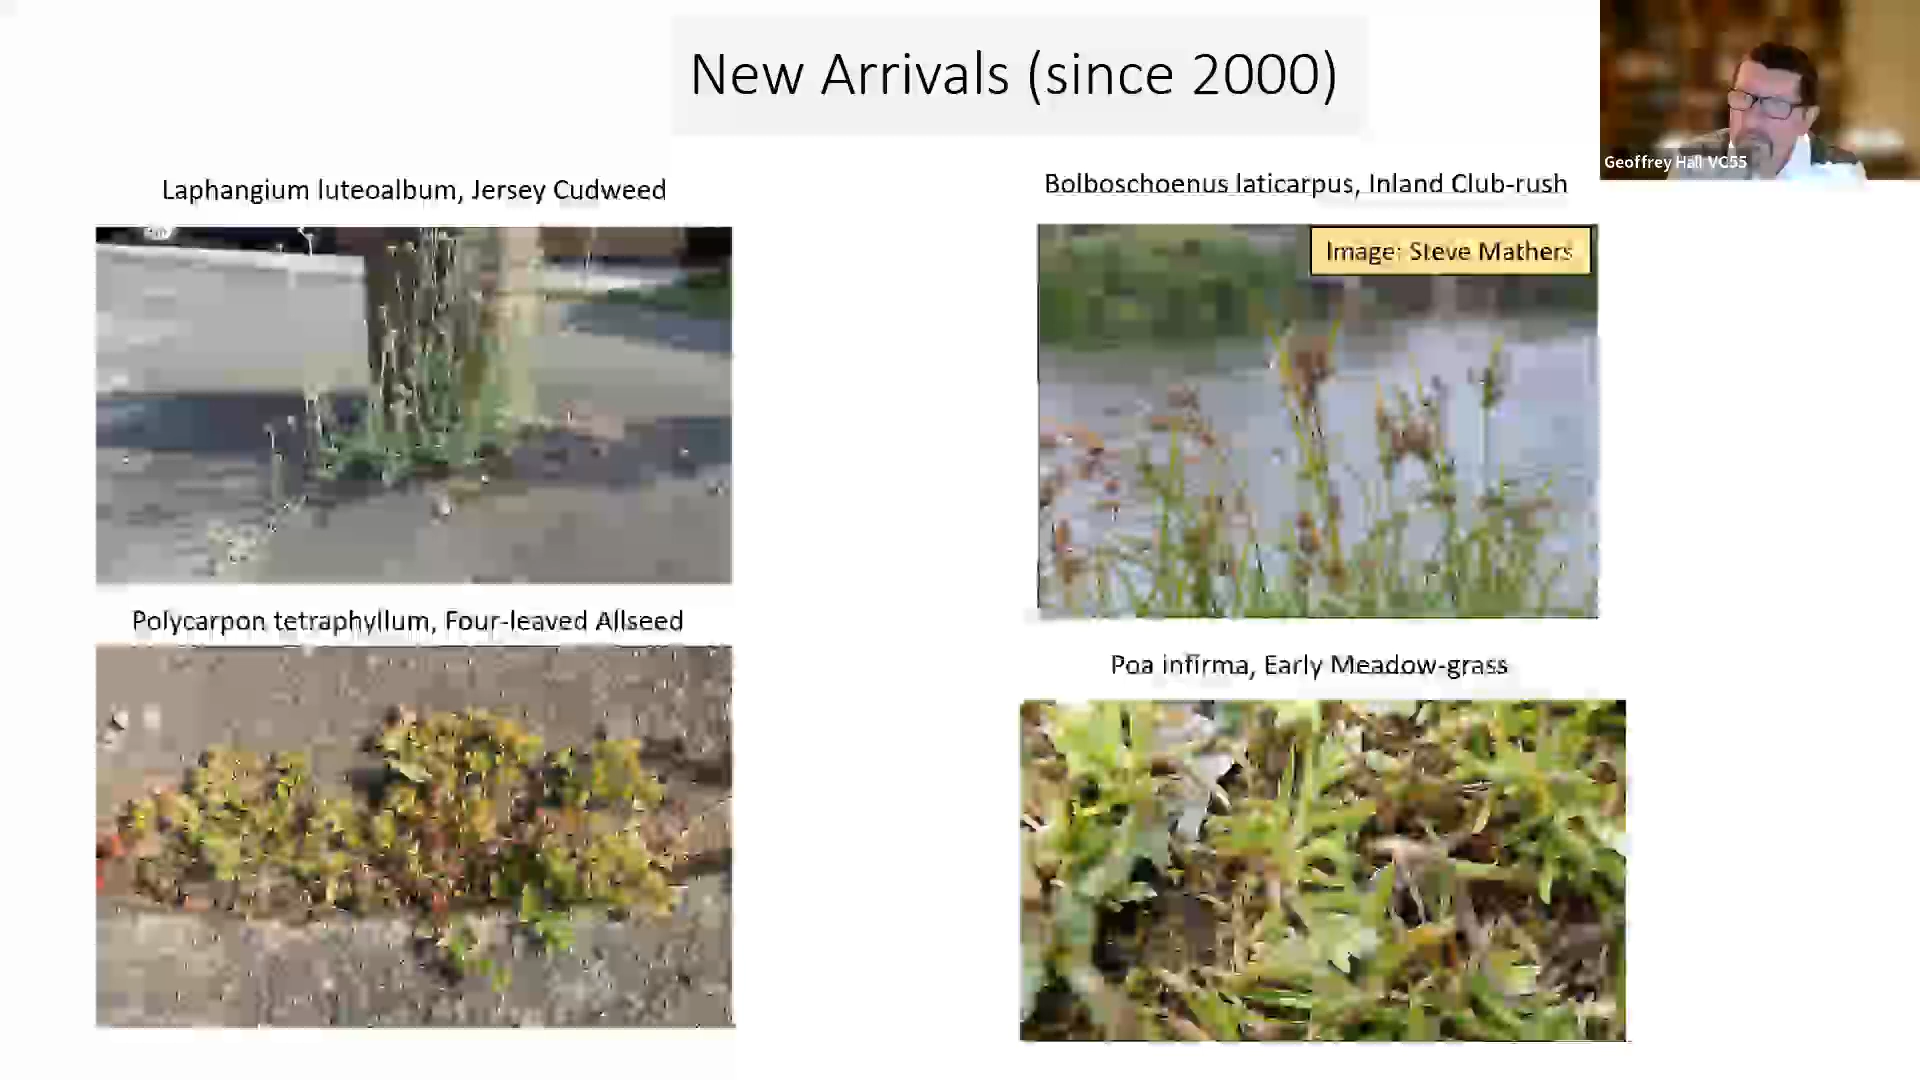 New Arrivals (since 2000)
Geoffrey Hall VC55
Laphangium luteoalbum, Jersey Cudweed
Bolboschoenus laticarpus, Inland Club-rush
Image: Steve Mathers
Polycarpon tetraphyllum, Four-leaved Allseed
Poa infirma, Early Meadow-grass